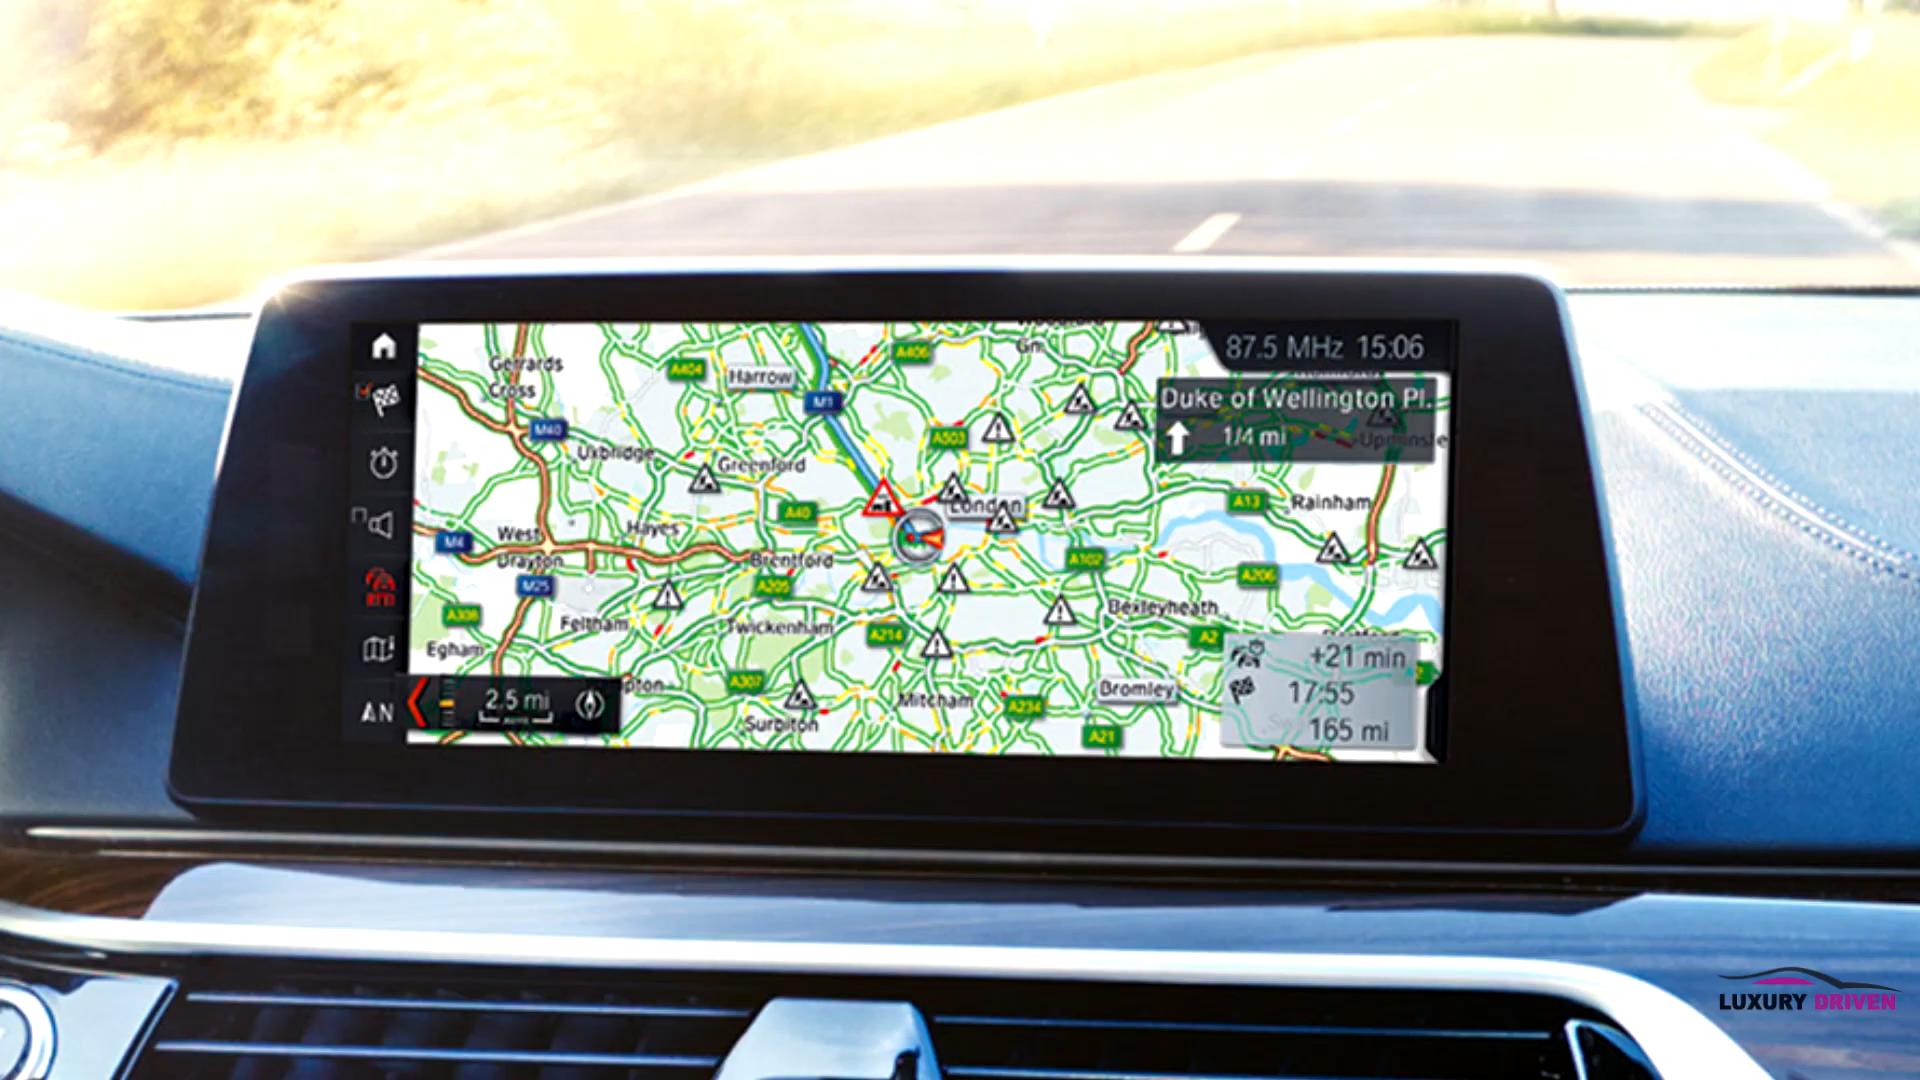 87.5 MHz 15:06
Duke of Wellington Pl.
1/4 mi
Gerrards
Cross
A404
Harrow
M1
A406
M40
A503
Uxbridge
Greenford
A40
London
A13
Rainham
Hayes
West
Drayton
M4
M25
Brentford
A205
A102
A206
A308
Feltham
Twickenham
A214
Bexleyheath
A2
Egham
A307
Surbiton
Mitcham
A234
Bromley
A21
2.5 mi
AUTO
AN
+21 min
17:55
165 mi
LUXURY DRIVEN